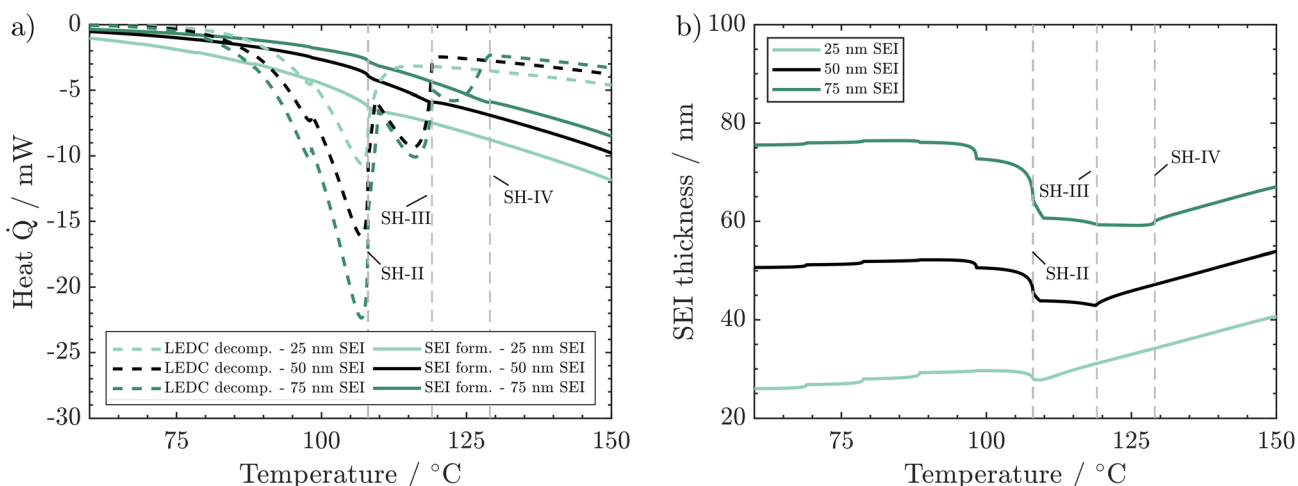 a)
Heat Q̇ / mW
0
-5
-10
-15
-20
-25
-30
SH-III
SH-IV
SH-II
LEDC decomp. - 25 nm SEI
SEI form. - 25 nm SEI
LEDC decomp. - 50 nm SEI
SEI form. - 50 nm SEI
LEDC decomp. - 75 nm SEI
SEI form. - 75 nm SEI
75
100
125
150
Temperature / °C
b)
SEI thickness / nm
100
80
60
40
20
25 nm SEI
50 nm SEI
75 nm SEI
SH-IV
SH-III
SH-II
75
100
125
150
Temperature / °C